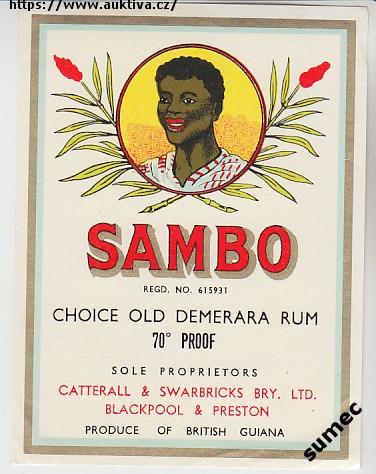 https://www.auktiva.cz/
SAMBO
REGD. NO. 615931
CHOICE OLD DEMERARA RUM
70° PROOF
SOLE PROPRIETORS
CATTERALL & SWARBRICKS BRY. LTD.
BLACKPOOL & PRESTON
PRODUCE OF BRITISH GUIANA
sumec